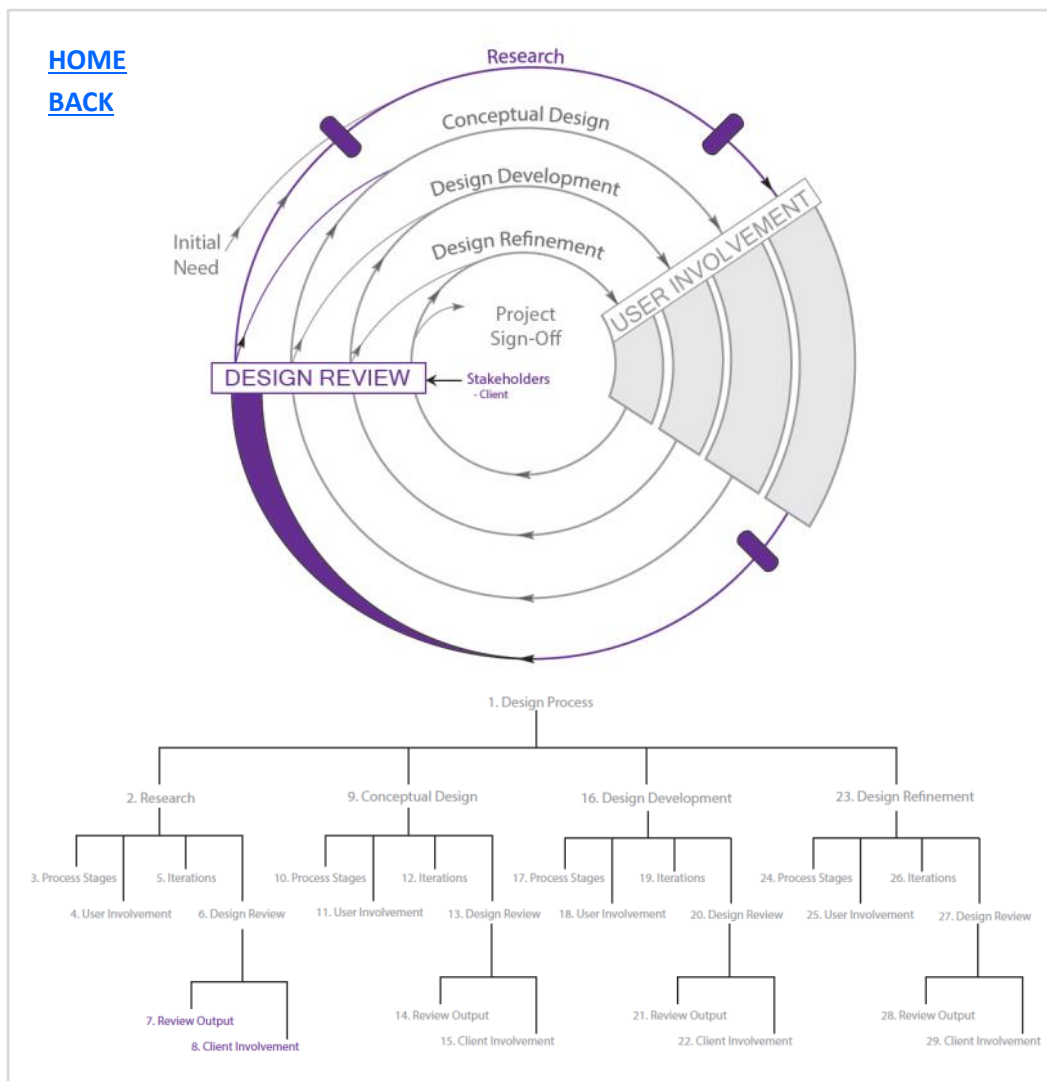 HOME
BACK
Research
Conceptual Design
Design Development
Design Refinement
Initial
Need
Project
Sign-Off
USER INVOLVEMENT
DESIGN REVIEW
Stakeholders
- Client
1. Design Process
2. Research
9. Conceptual Design
16. Design Development
23. Design Refinement
3. Process Stages
5. Iterations
10. Process Stages
12. Iterations
17. Process Stages
19. Iterations
24. Process Stages
26. Iterations
4. User Involvement
6. Design Review
11. User Involvement
13. Design Review
18. User Involvement
20. Design Review
25. User Involvement
27. Design Review
7. Review Output
14. Review Output
21. Review Output
28. Review Output
8. Client Involvement
15. Client Involvement
22. Client Involvement
29. Client Involvement